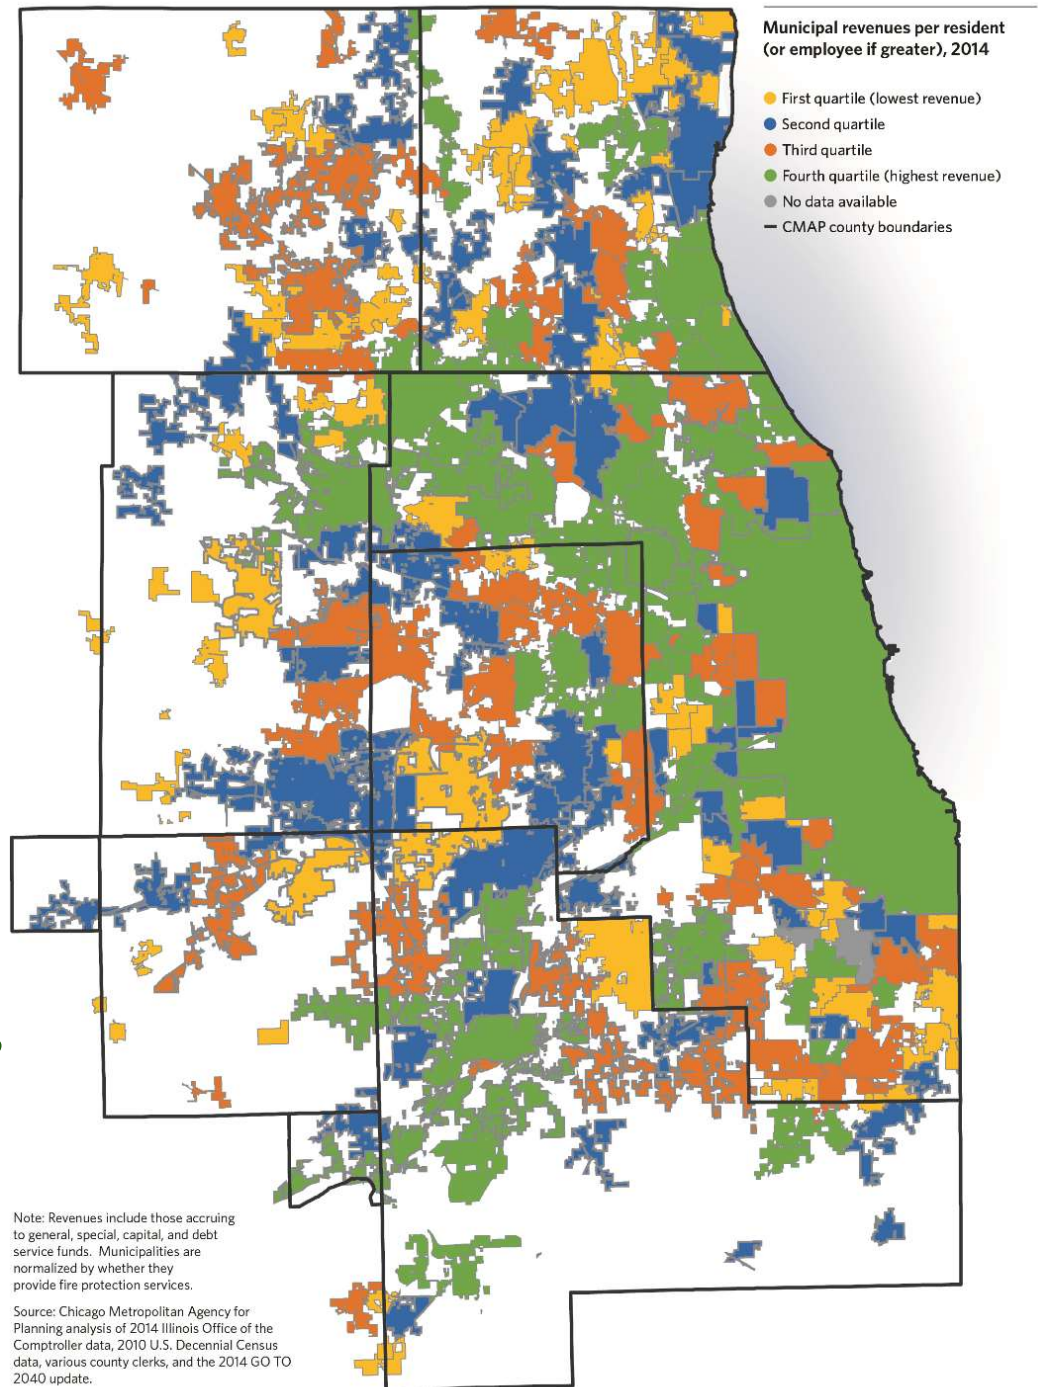 Municipal revenues per resident
(or employee if greater), 2014
First quartile (lowest revenue)
Second quartile
Third quartile
Fourth quartile (highest revenue)
No data available
CMAP county boundaries
Note: Revenues include those accruing
to general, special, capital, and debt
service funds. Municipalities are
normalized by whether they
provide fire protection services.
Source: Chicago Metropolitan Agency for
Planning analysis of 2014 Illinois Office of the
Comptroller data, 2010 U.S. Decennial Census
data, various county clerks, and the 2014 GO TO
2040 update.